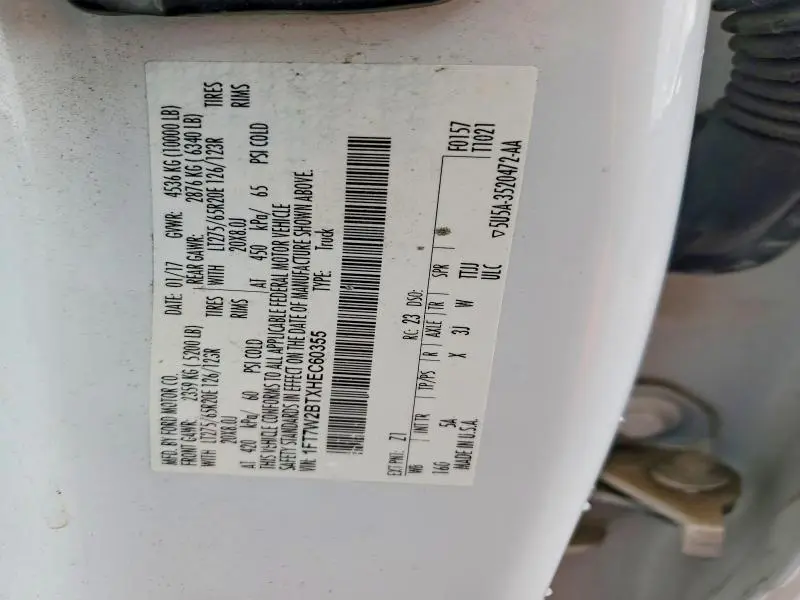 MFD. BY FORD MOTOR CO.
DATE: 01/17 GVWR: 4536 KG (10000 LB)
FRONT GAWR: 2359 KG (5200 LB) REAR GAWR: 2876 KG (6340 LB)
WITH LT275/65R20E 126/123R TIRES WITH LT275/65R20E 126/123R TIRES
20X8.0J RIMS 20X8.0J RIMS
AT 420 kPa/ 60 PSI COLD AT 450 kPa/ 65 PSI COLD
THIS VEHICLE CONFORMS TO ALL APPLICABLE FEDERAL MOTOR VEHICLE
SAFETY STANDARDS IN EFFECT ON THE DATE OF MANUFACTURE SHOWN ABOVE.
VIN: 1FT7W2BTXHEC60355 TYPE: Truck
EXT PNT: Z1 RC: 23 DSO: F0157
T1021
WB INT TR TP/PS R AXLE TR SPR
160 5A X 3J W TTJJ
MADE IN U.S.A. ULC
▽5U5A-3520472-AA